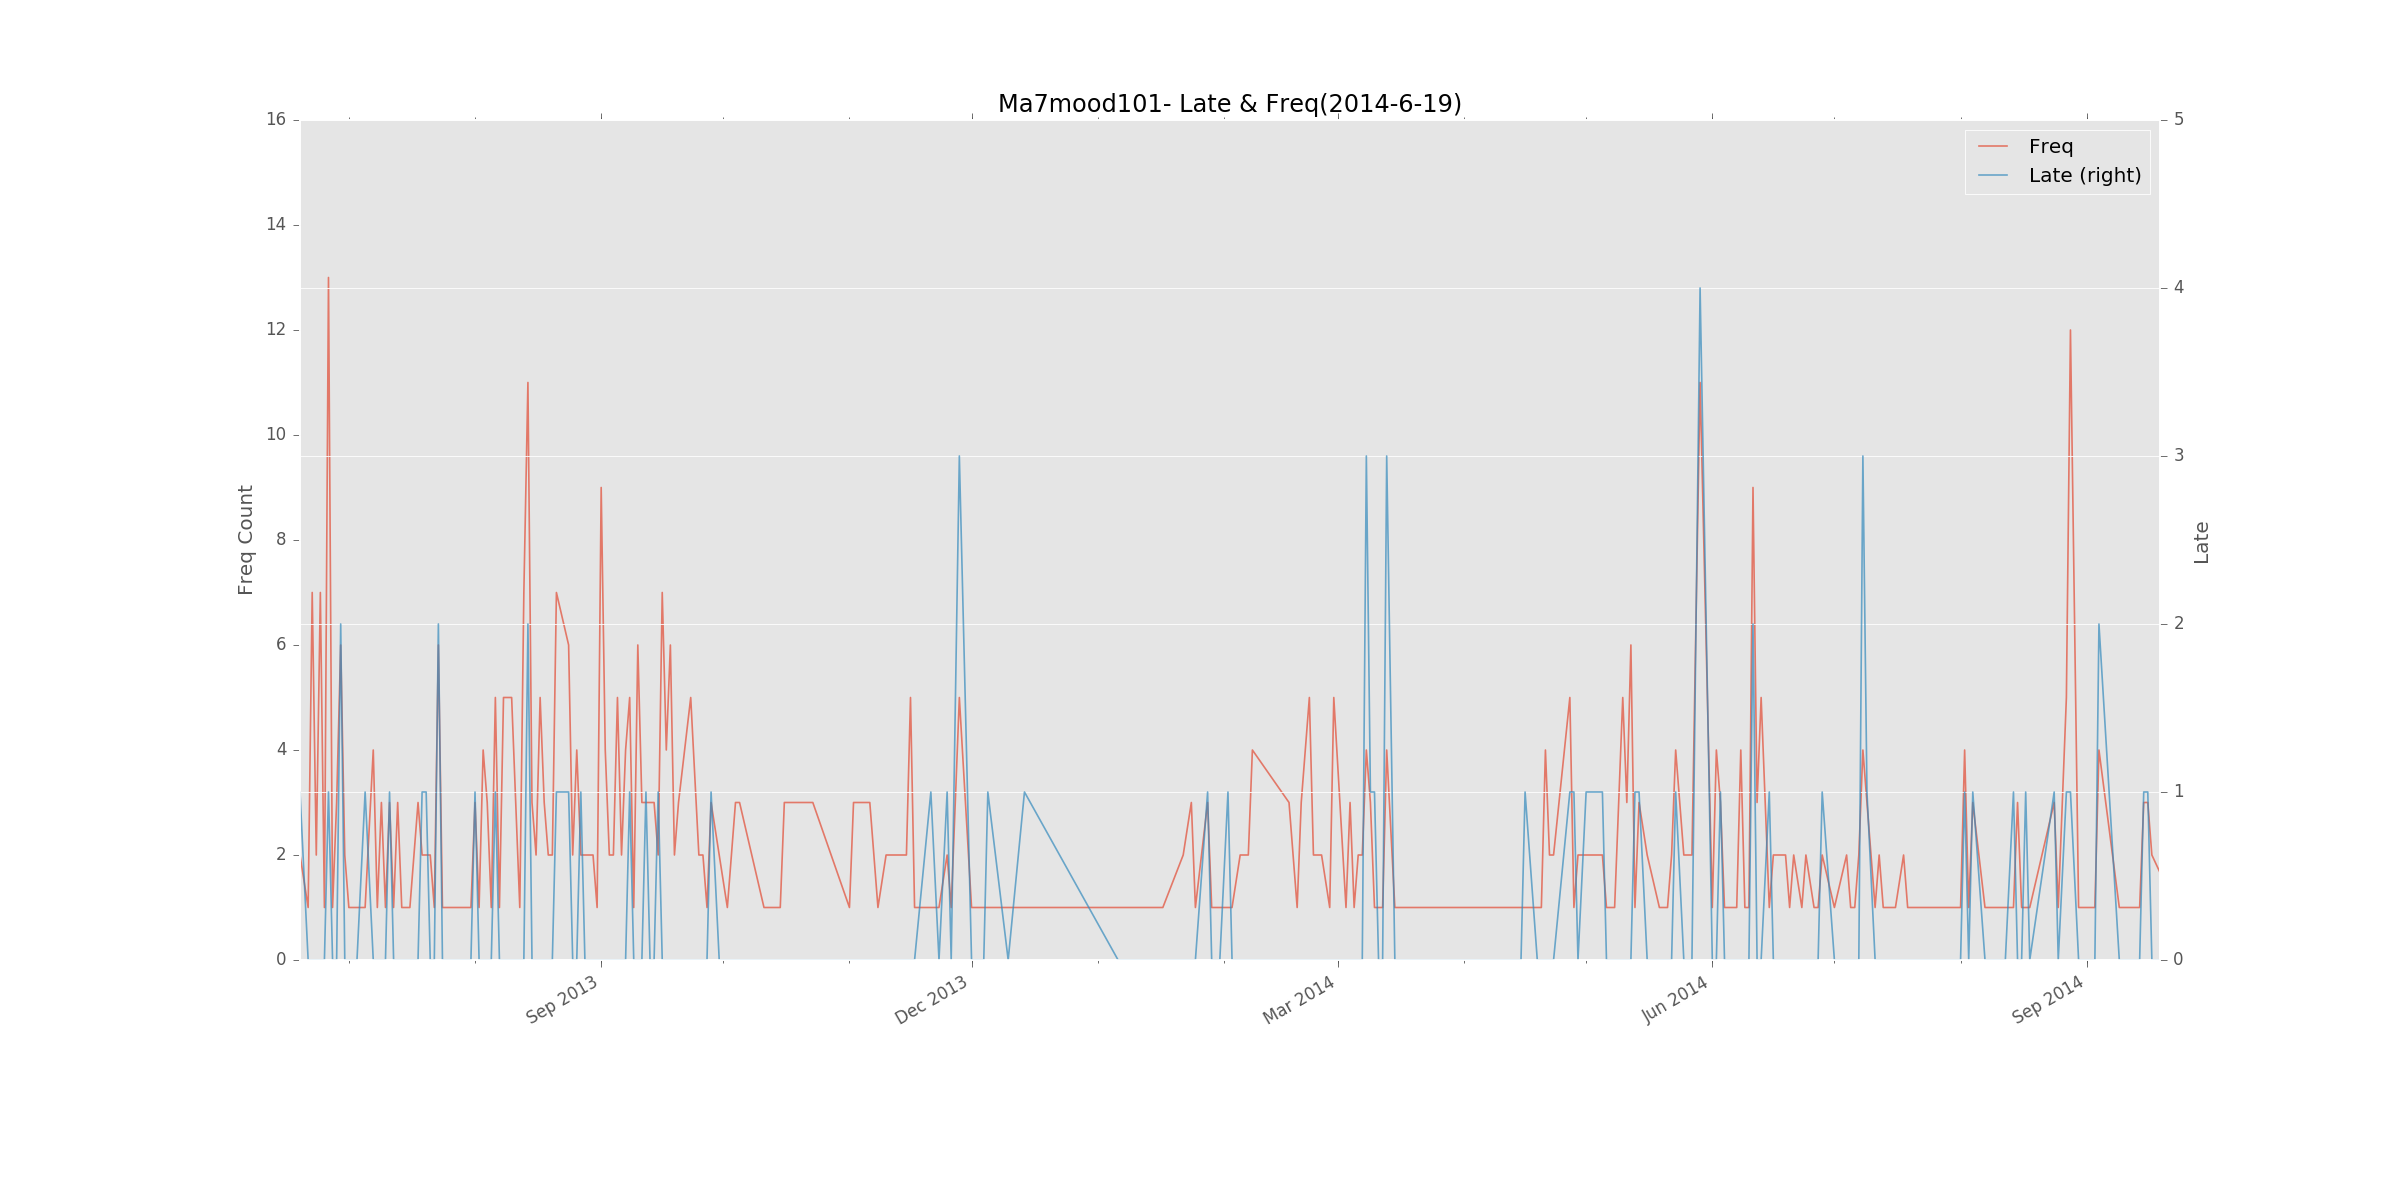 Ma7mood101- Late & Freq(2014-6-19)
Freq
Late (right)
16
14
12
10
8
6
4
2
0
Freq Count
5
4
3
2
1
0
Late
Sep 2013
Dec 2013
Mar 2014
Jun 2014
Sep 2014